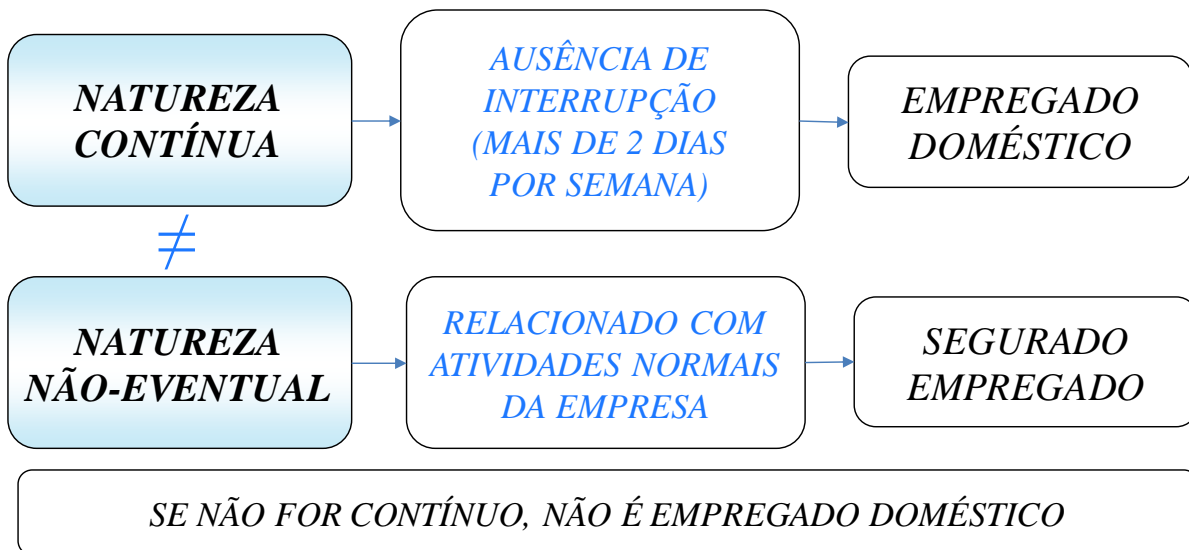 NATUREZA
CONTÍNUA
AUSÊNCIA DE
INTERRUPÇÃO
(MAIS DE 2 DIAS
POR SEMANA)
EMPREGADO
DOMÉSTICO
≠
NATUREZA
NÃO-EVENTUAL
RELACIONADO COM
ATIVIDADES NORMAIS
DA EMPRESA
SEGURADO
EMPREGADO
SE NÃO FOR CONTÍNUO, NÃO É EMPREGADO DOMÉSTICO